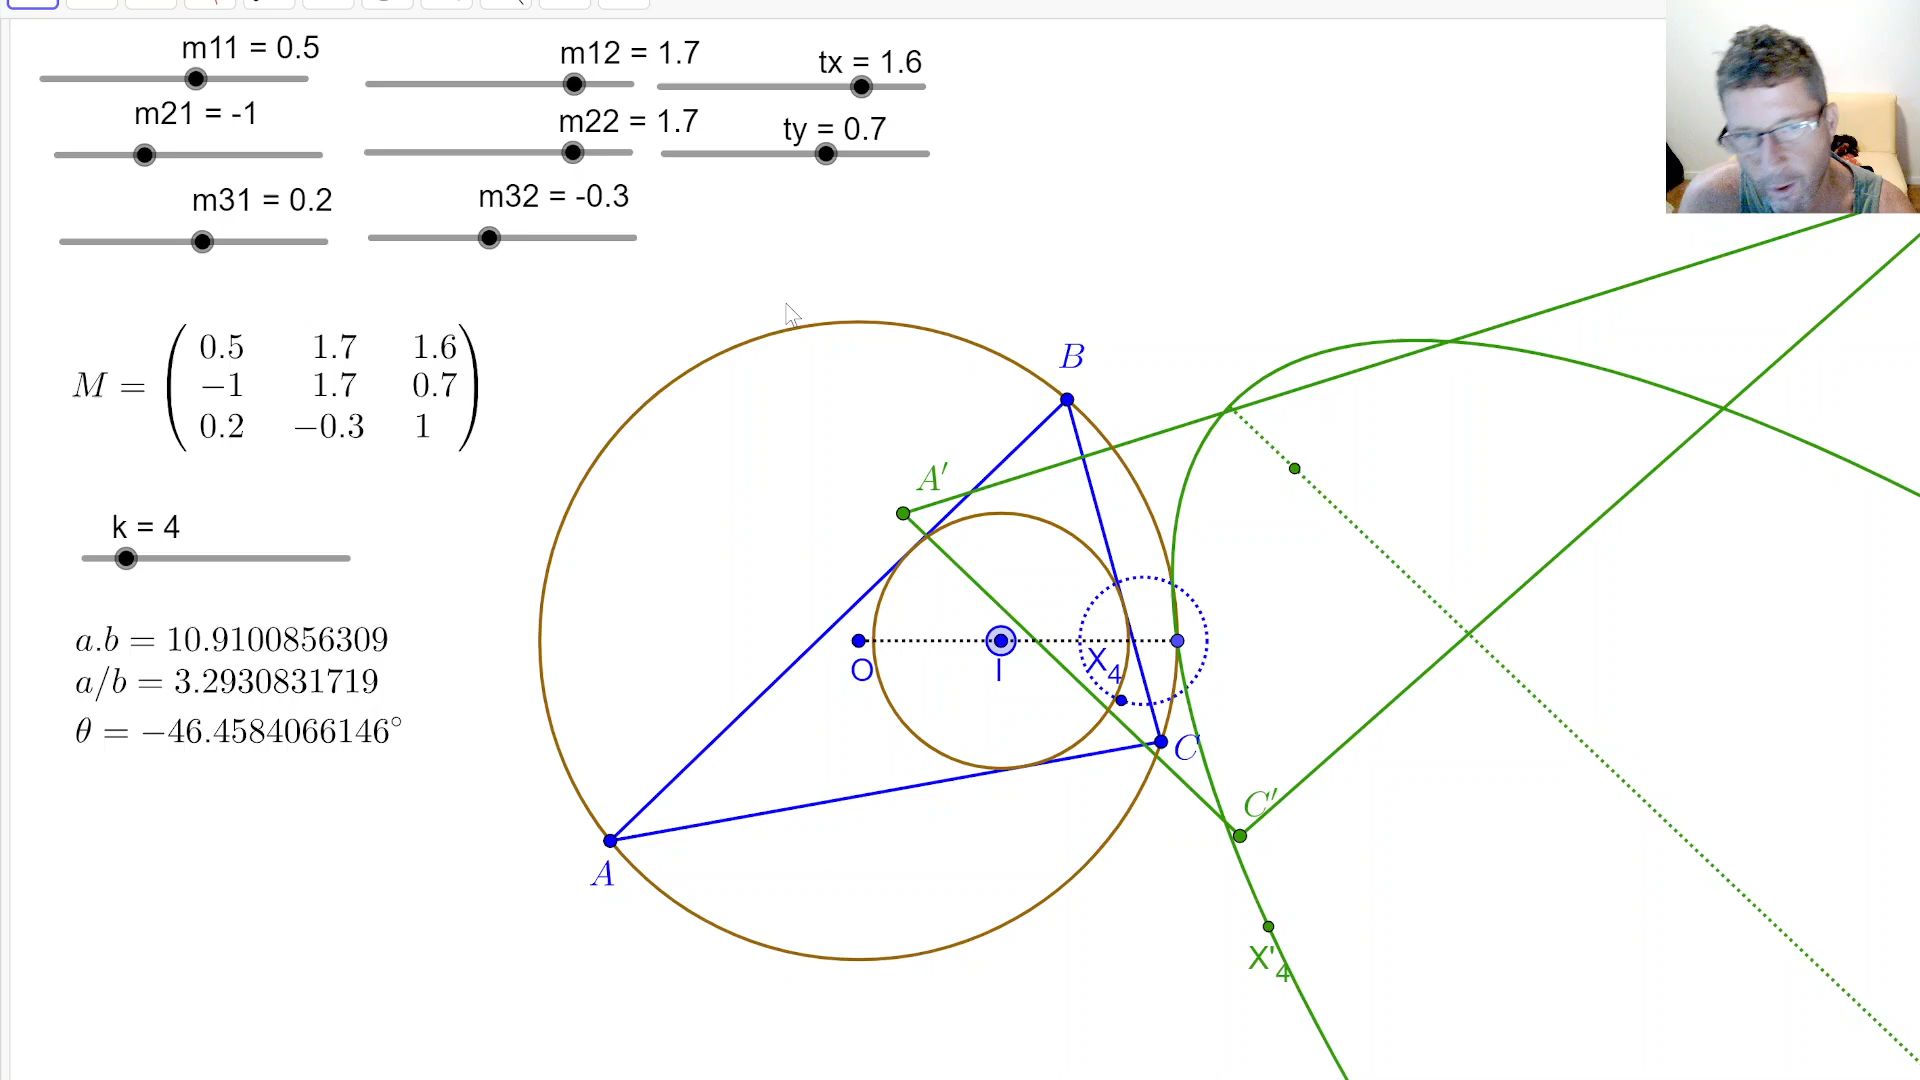 m11 = 0.5
m12 = 1.7
tx = 1.6
m21 = -1
m22 = 1.7
ty = 0.7
m31 = 0.2
m32 = -0.3
M = ( 0.5 1.7 1.6
−1 1.7 0.7
0.2 −0.3 1 )
k = 4
a.b = 10.9100856309
a/b = 3.2930831719
θ = −46.4584066146°
B
A′
O
I
X₄
C
C′
A
X'₄